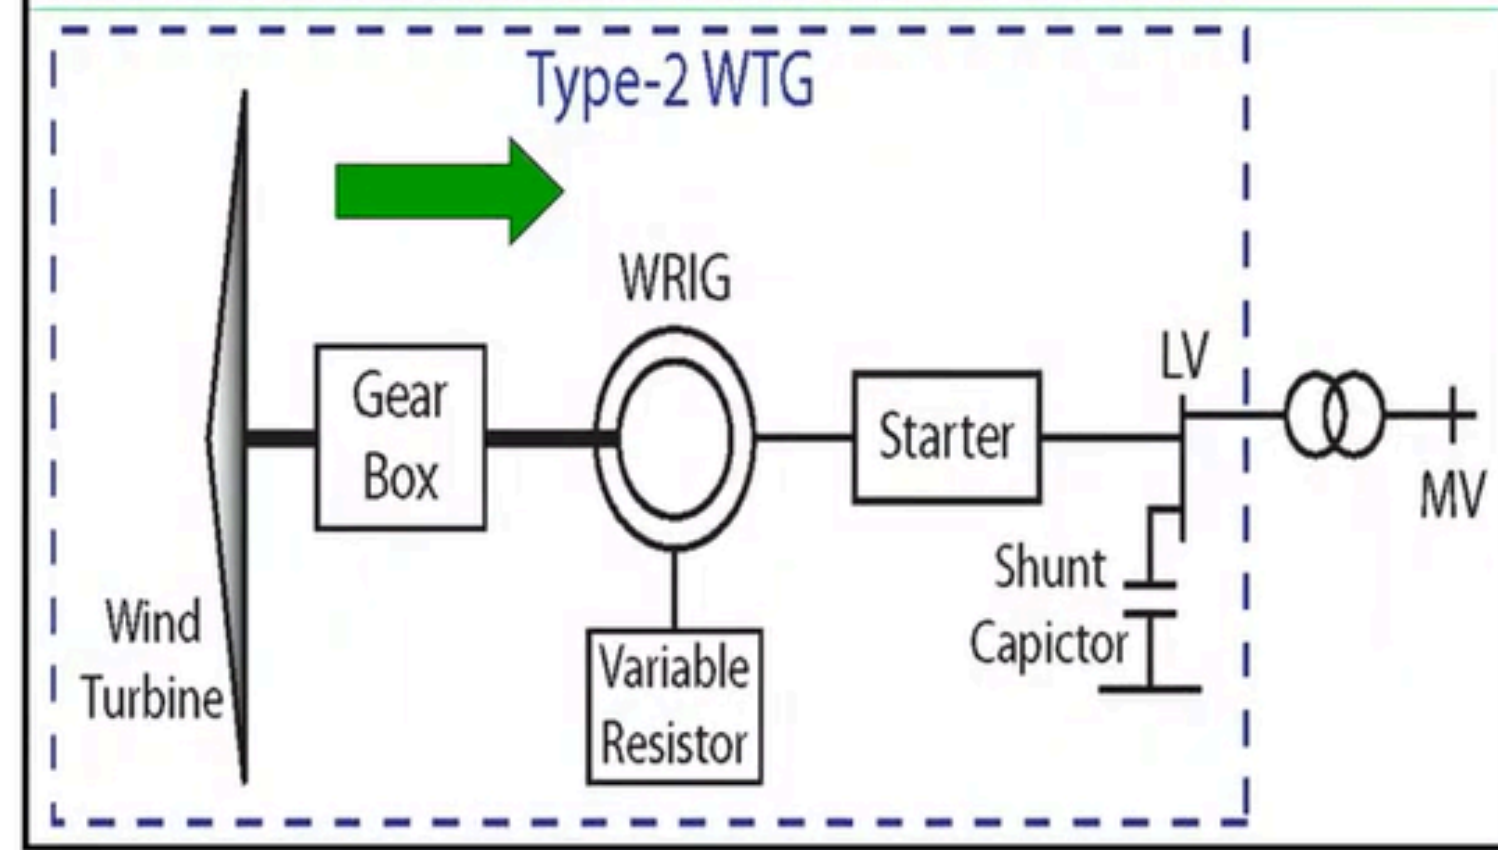 Type-2 WTG
WRIG
LV
Gear
Box
Starter
MV
Shunt
Capictor
Wind
Turbine
Variable
Resistor